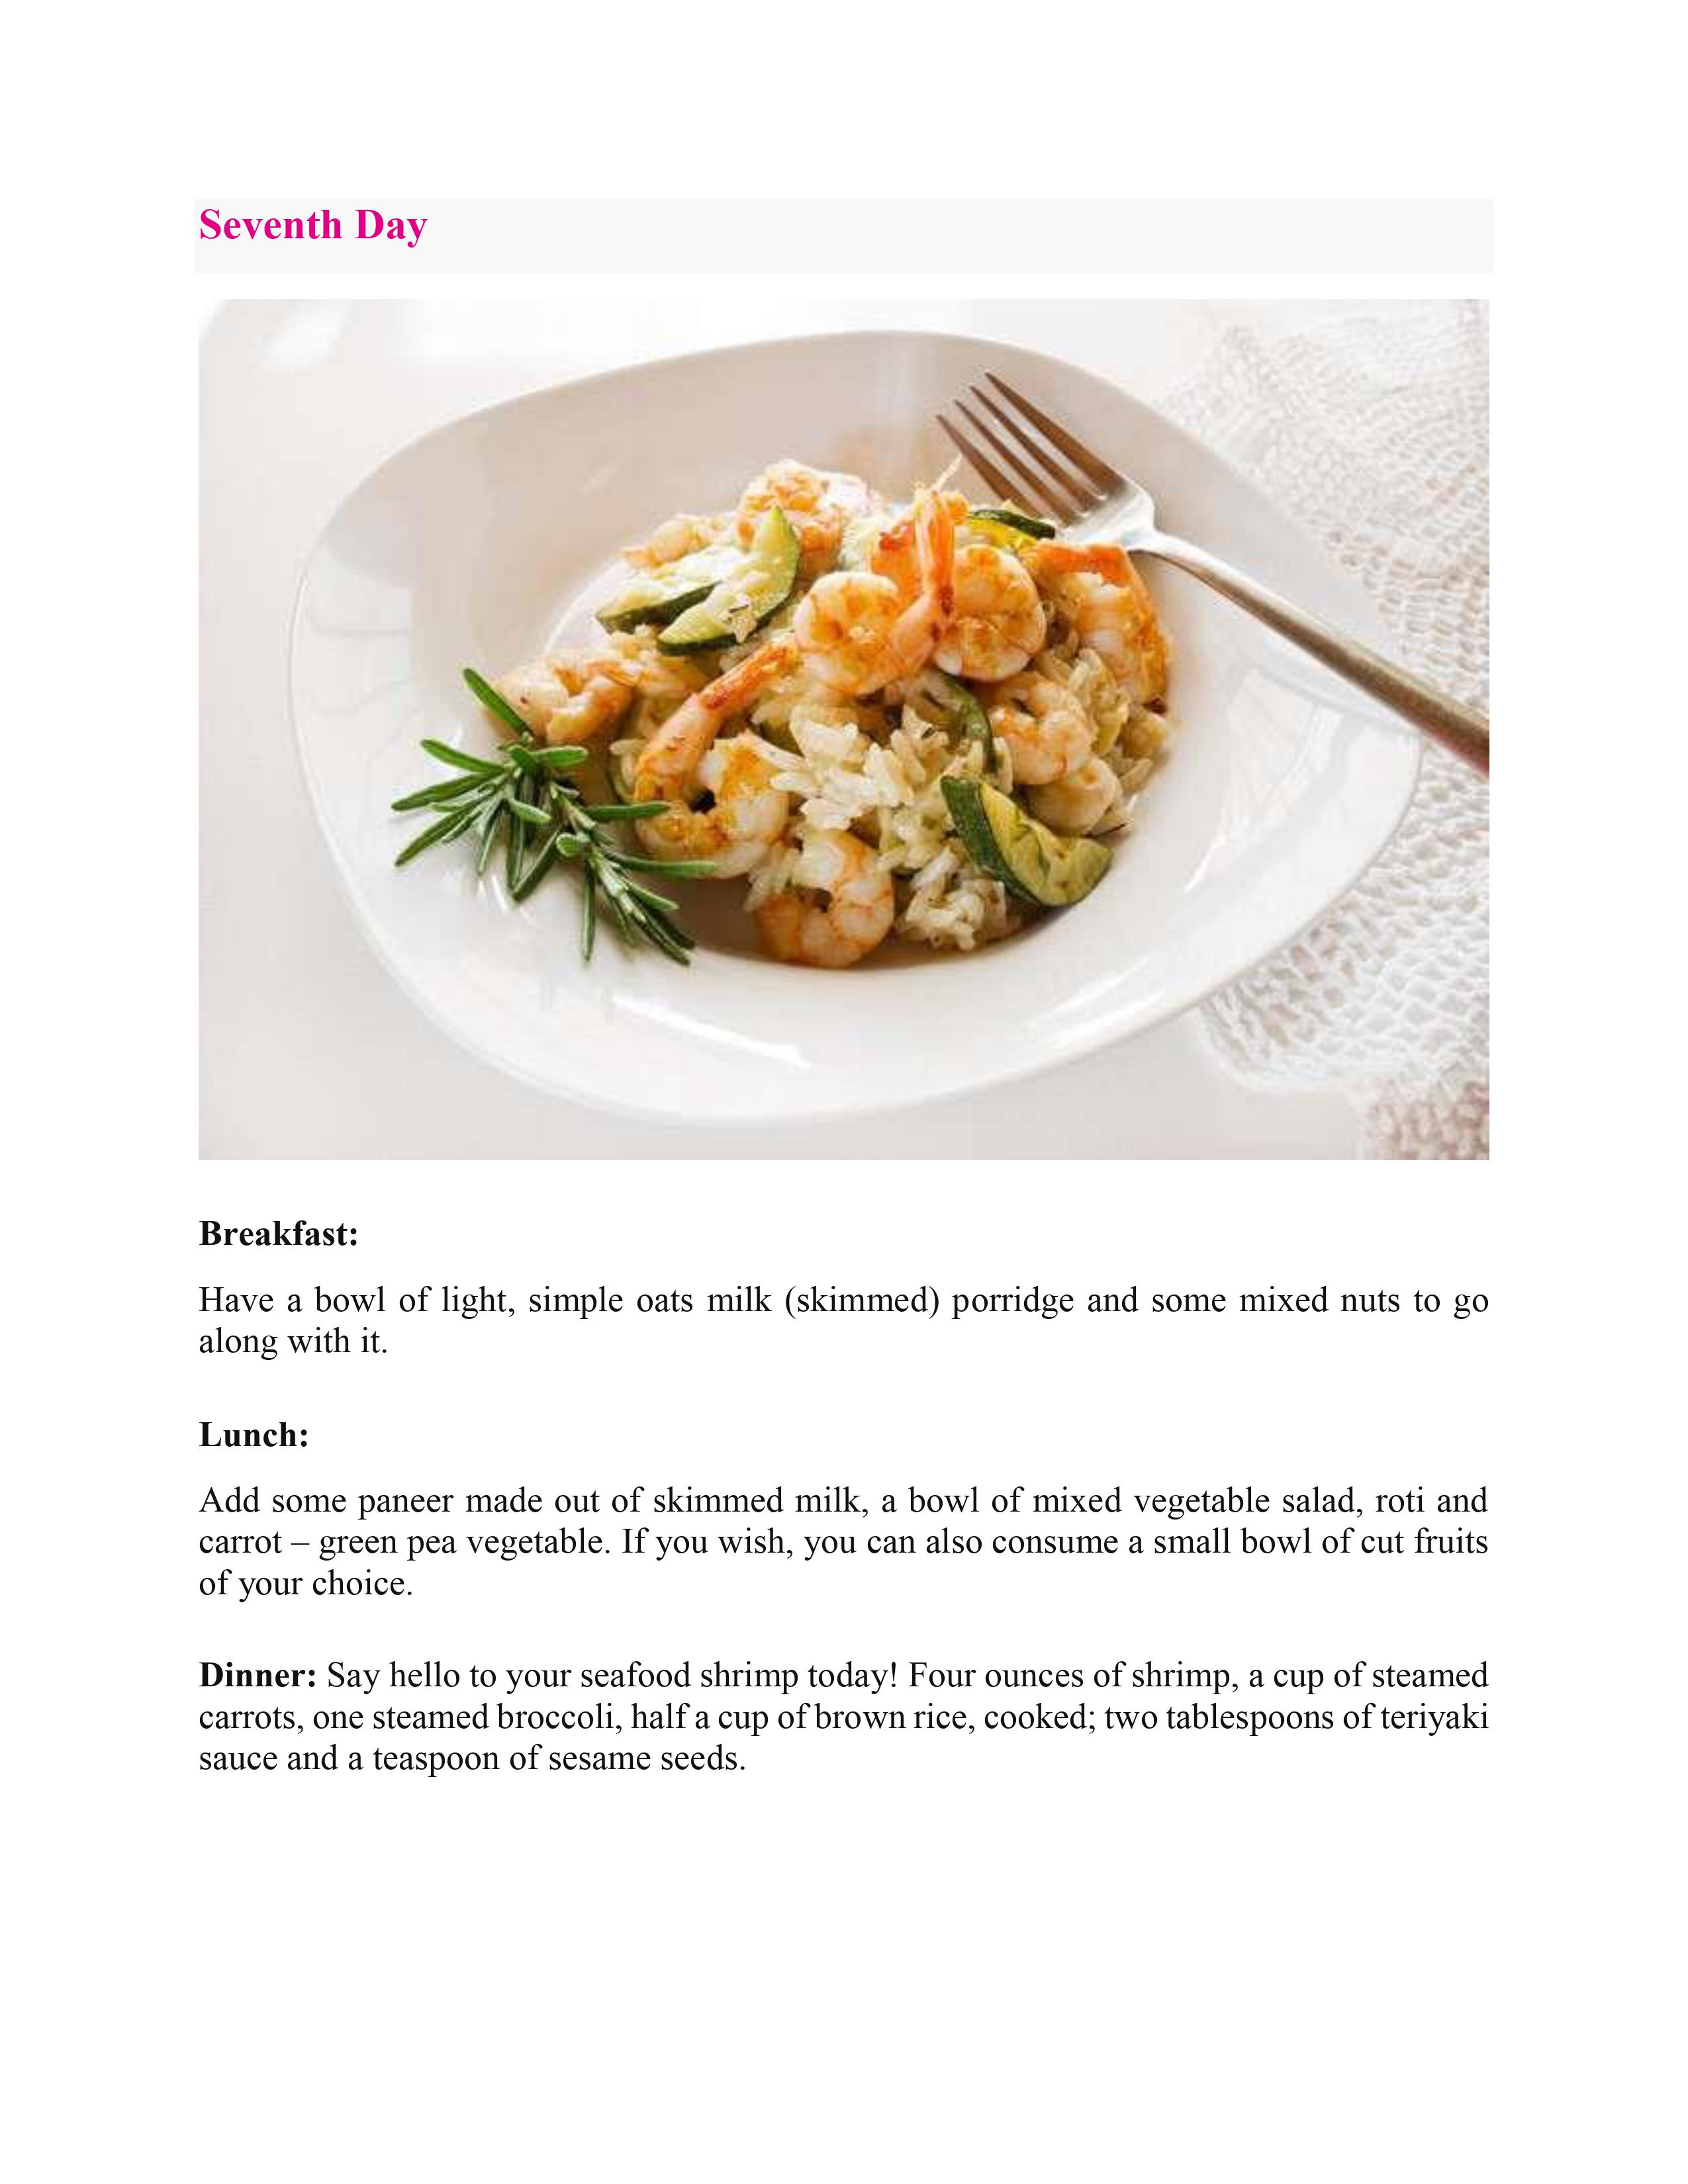 Seventh Day
Breakfast:
Have a bowl of light, simple oats milk (skimmed) porridge and some mixed nuts to go
along with it.
Lunch:
Add some paneer made out of skimmed milk, a bowl of mixed vegetable salad, roti and
carrot – green pea vegetable. If you wish, you can also consume a small bowl of cut fruits
of your choice.
Dinner: Say hello to your seafood shrimp today! Four ounces of shrimp, a cup of steamed
carrots, one steamed broccoli, half a cup of brown rice, cooked; two tablespoons of teriyaki
sauce and a teaspoon of sesame seeds.